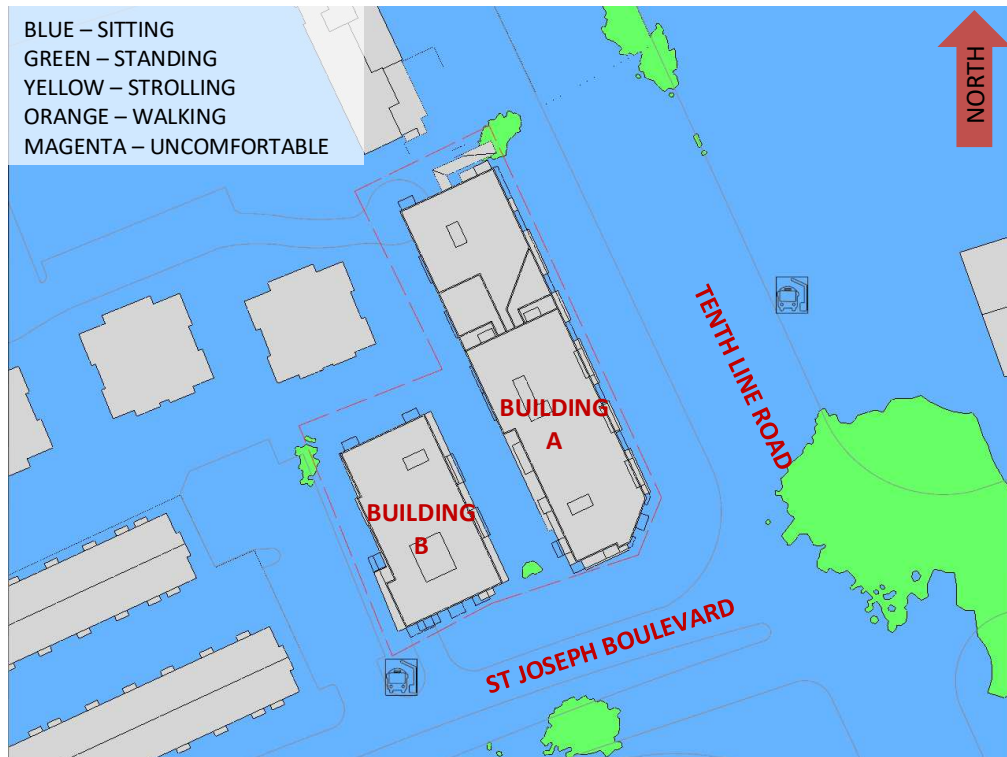 BLUE – SITTING
GREEN – STANDING
YELLOW – STROLLING
ORANGE – WALKING
MAGENTA – UNCOMFORTABLE
NORTH
TENTH LINE ROAD
BUILDING
A
BUILDING
B
ST JOSEPH BOULEVARD